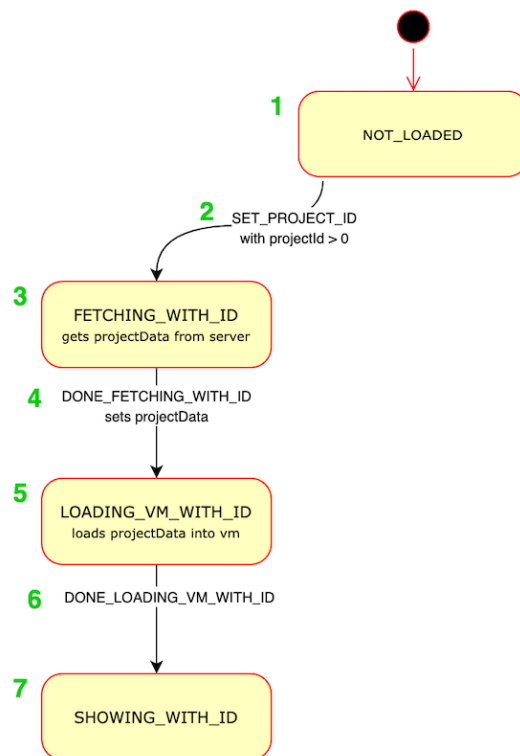 1
NOT_LOADED
2
SET_PROJECT_ID
with projectId > 0
3
FETCHING_WITH_ID
gets projectData from server
4
DONE_FETCHING_WITH_ID
sets projectData
5
LOADING_VM_WITH_ID
loads projectData into vm
6
DONE_LOADING_VM_WITH_ID
7
SHOWING_WITH_ID